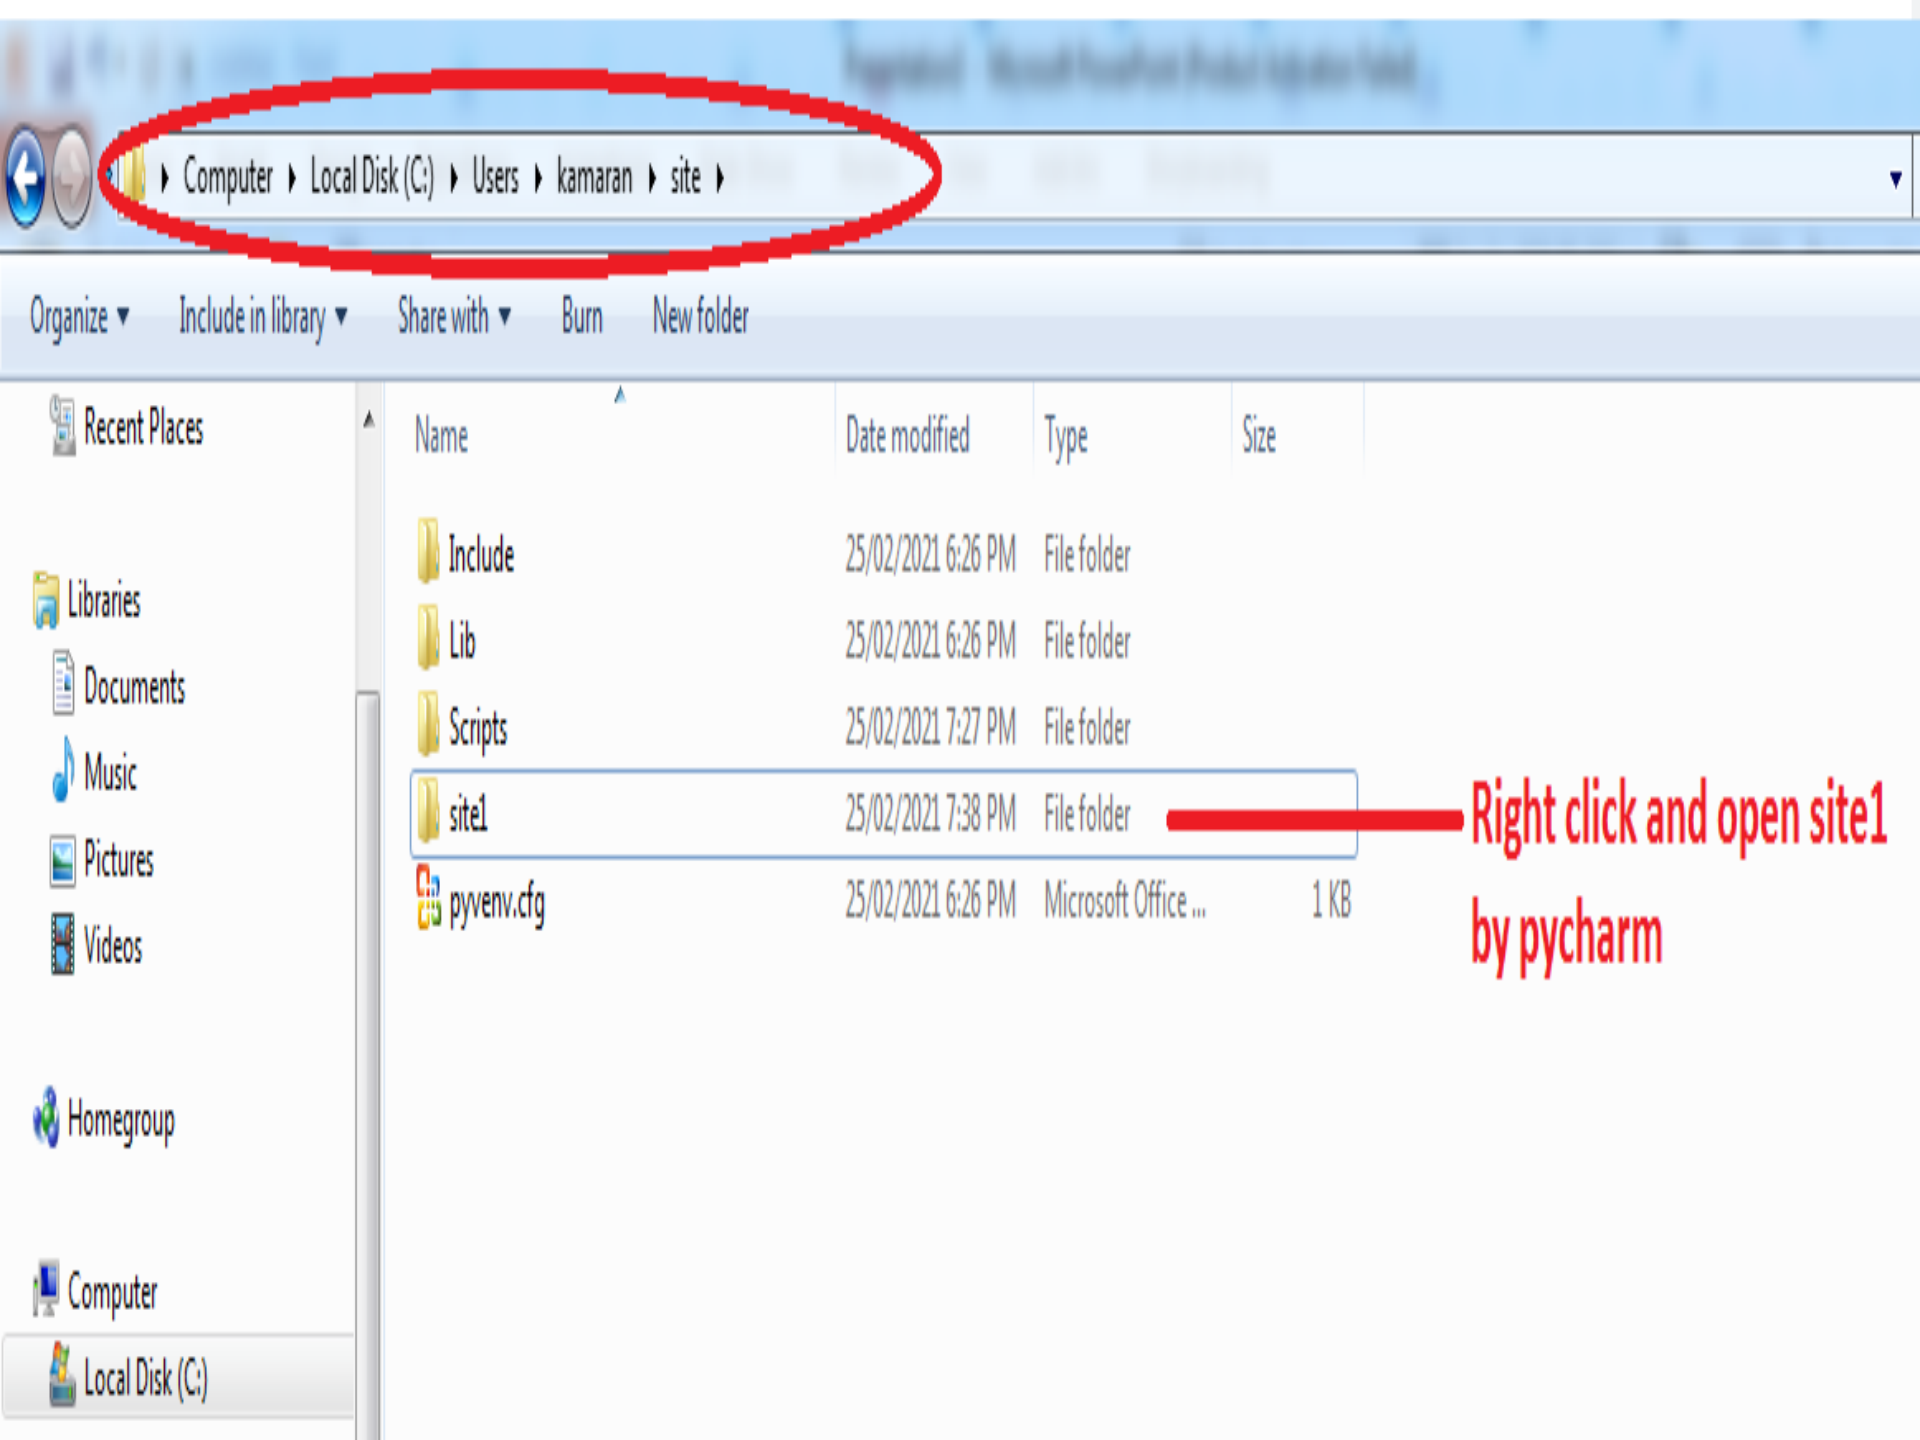 Computer Local Disk (C:) Users kamaran site
Organize Include in library Share with Burn New folder
Recent Places
Libraries
Documents
Music
Pictures
Videos
Homegroup
Computer
Local Disk (C:)
Name Date modified Type Size
Include 25/02/2021 6:26 PM File folder
Lib 25/02/2021 6:26 PM File folder
Scripts 25/02/2021 7:27 PM File folder
site1 25/02/2021 7:38 PM File folder
pyvenv.cfg 25/02/2021 6:26 PM Microsoft Office ... 1 KB
Right click and open site1
by pycharm